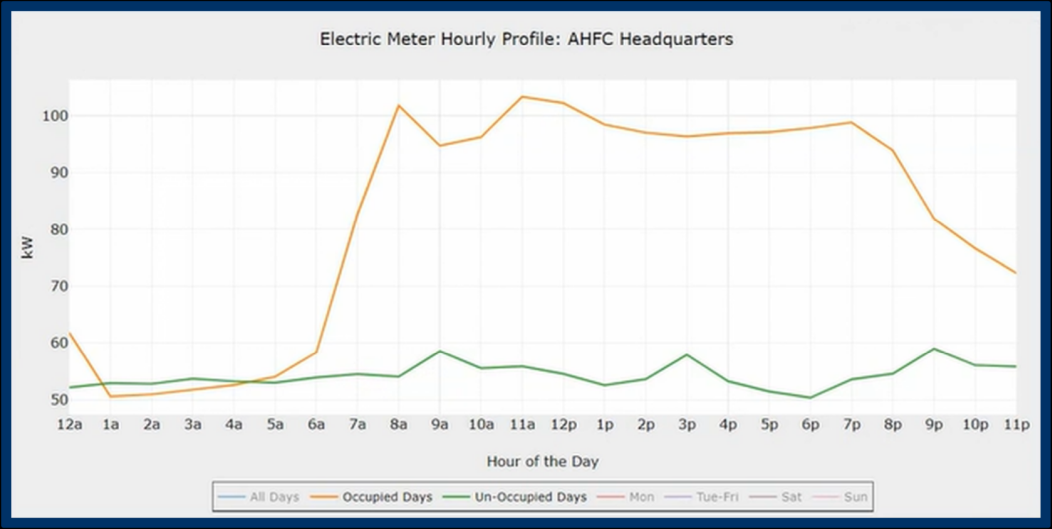 Electric Meter Hourly Profile: AHFC Headquarters
100
90
80
70
60
50
kW
12a 1a 2a 3a 4a 5a 6a 7a 8a 9a 10a 11a 12p 1p 2p 3p 4p 5p 6p 7p 8p 9p 10p 11p
Hour of the Day
All Days Occupied Days Un-Occupied Days Mon Tue-Fri Sat Sun